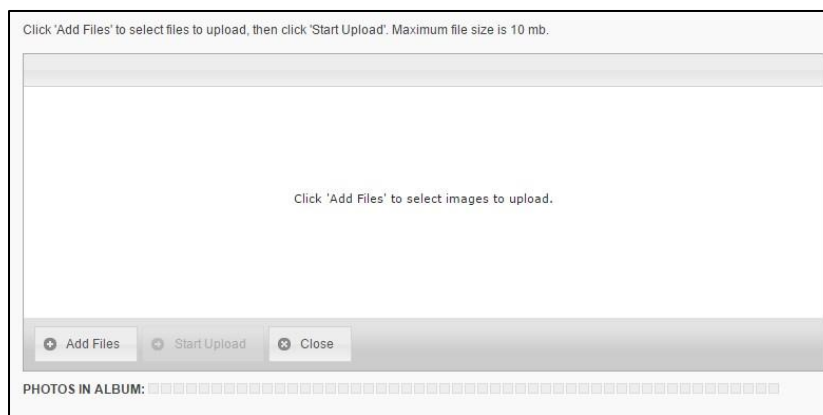 Click 'Add Files' to select files to upload, then click 'Start Upload'. Maximum file size is 10 mb.
Click 'Add Files' to select images to upload.
Add Files Start Upload Close
PHOTOS IN ALBUM: